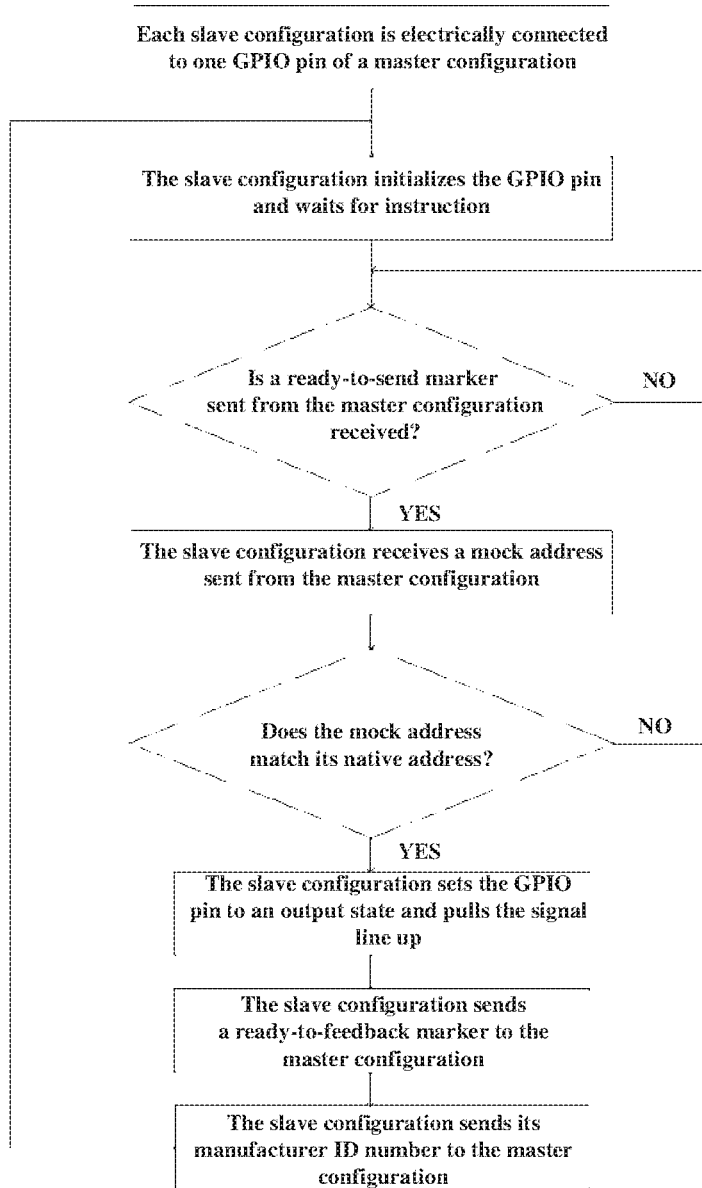 Each slave configuration is electrically connected
to one GPIO pin of a master configuration
The slave configuration initializes the GPIO pin
and waits for instruction
Is a ready-to-send marker
sent from the master configuration
received?
NO
YES
The slave configuration receives a mock address
sent from the master configuration
Does the mock address
match its native address?
NO
YES
The slave configuration sets the GPIO
pin to an output state and pulls the signal
line up
The slave configuration sends
a ready-to-feedback marker to the
master configuration
The slave configuration sends its
manufacturer ID number to the master
configuration